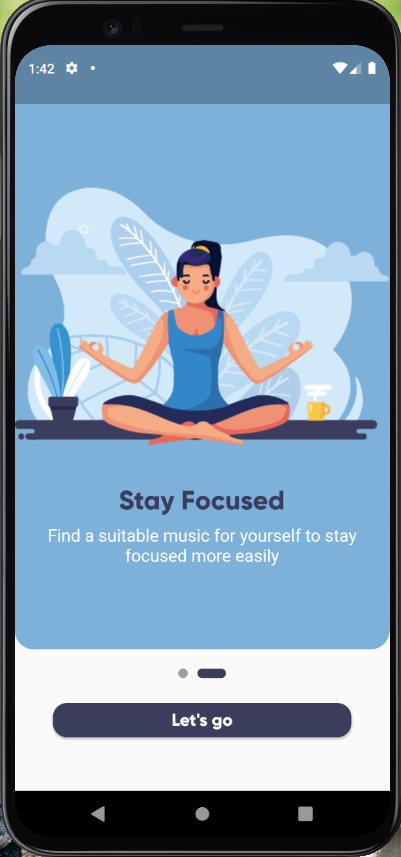 1:42
Stay Focused
Find a suitable music for yourself to stay
focused more easily
Let's go